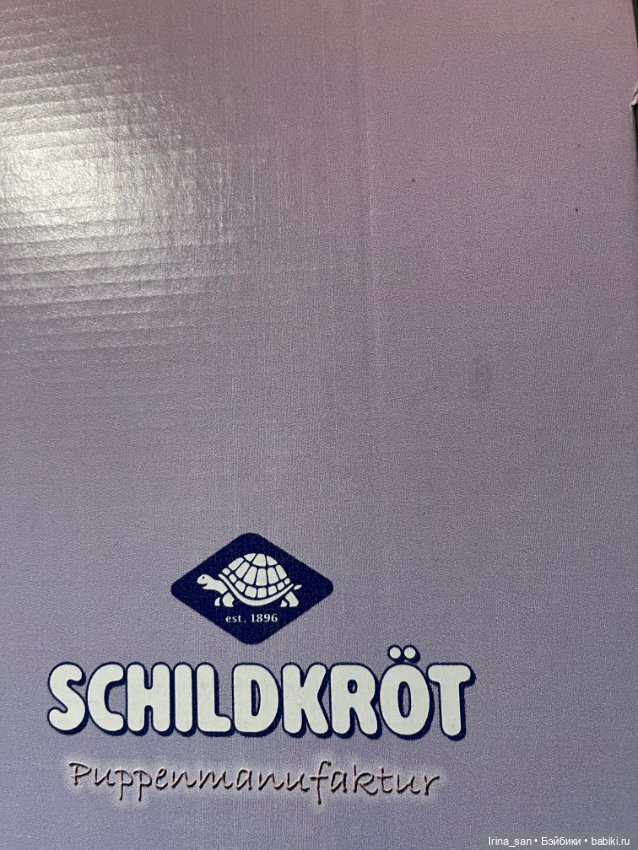 est. 1896
SCHILDKRÖT
Puppenmanufaktur
Irina_san • Бэйбики • babiki.ru